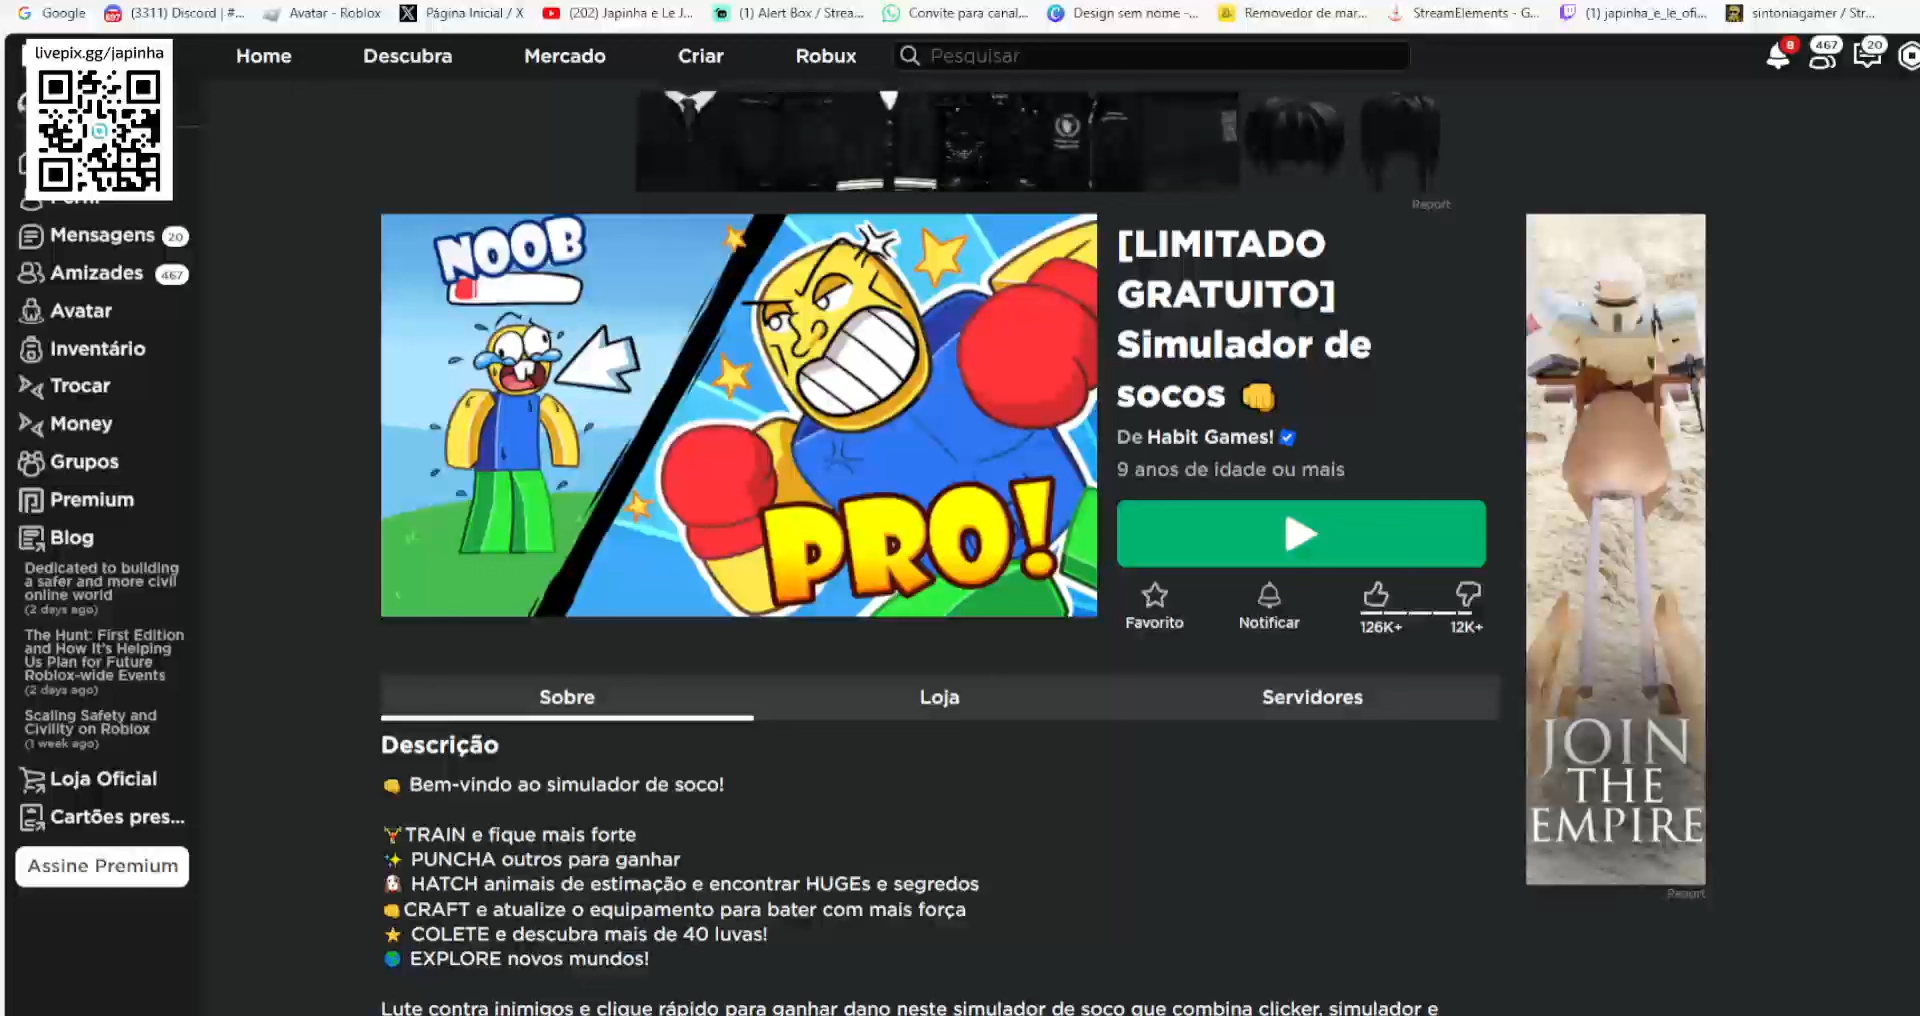 Google
(3311) Discord | #...
Avatar - Roblox
Página Inicial / X
(202) Japinha e Le J...
(1) Alert Box / Strea...
Convite para canal...
Design sem nome -...
Removedor de mar...
StreamElements - G...
(1) japinha_e_le_ofi...
sintoniagamer / Str...
livepix.gg/japinha
Home
Descubra
Mercado
Criar
Robux
Pesquisar
8
467
20
Report
Perfil
Mensagens 20
Amizades 467
Avatar
Inventário
Trocar
Money
Grupos
Premium
Blog
Dedicated to building
a safer and more civil
online world
(2 days ago)
The Hunt: First Edition
and How It's Helping
Us Plan for Future
Roblox-wide Events
(2 days ago)
Scaling Safety and
Civility on Roblox
(1 week ago)
Loja Oficial
Cartões pres...
Assine Premium
NOOB
PRO!
[LIMITADO
GRATUITO]
Simulador de
socos 👊
De Habit Games!
9 anos de idade ou mais
Favorito
Notificar
126K+
12K+
JOIN
THE
EMPIRE
Report
Sobre
Loja
Servidores
Descrição
👊 Bem-vindo ao simulador de soco!
🏋️TRAIN e fique mais forte
✨ PUNCHA outros para ganhar
🐶 HATCH animais de estimação e encontrar HUGEs e segredos
👊CRAFT e atualize o equipamento para bater com mais força
⭐ COLETE e descubra mais de 40 luvas!
🌎 EXPLORE novos mundos!
Lute contra inimigos e clique rápido para ganhar dano neste simulador de soco que combina clicker, simulador e